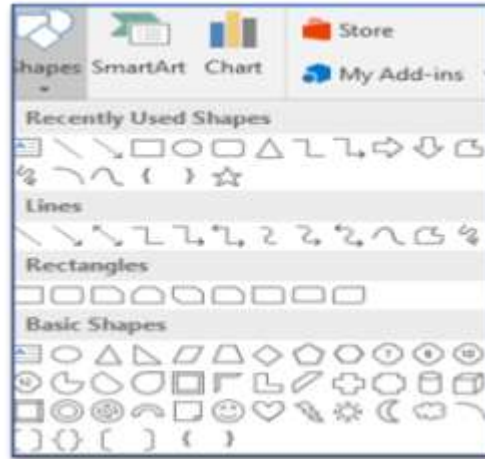 Store
Shapes SmartArt Chart
My Add-ins
Recently Used Shapes
Lines
Rectangles
Basic Shapes